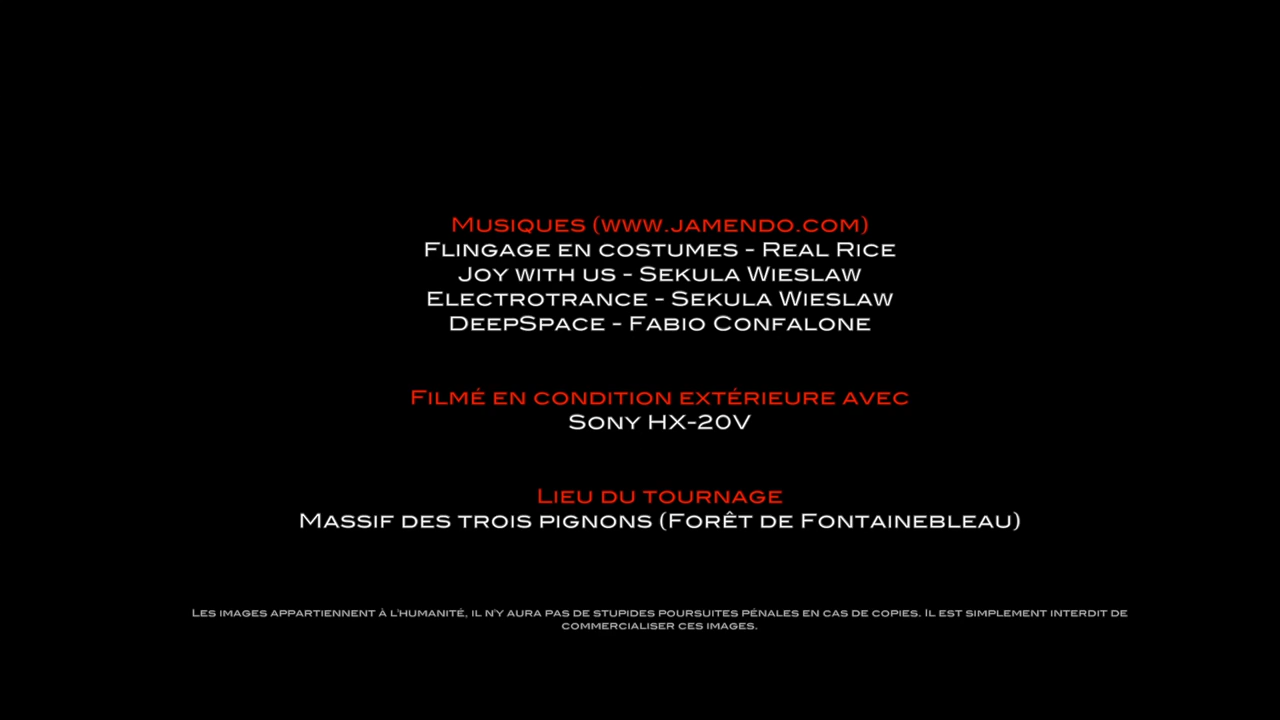 Musiques (www.jamendo.com)
Flingage en costumes - Real Rice
Joy with us - Sekula Wieslaw
Electrotrance - Sekula Wieslaw
DeepSpace - Fabio Confalone
Filmé en condition extérieure avec
Sony HX-20V
Lieu du tournage
Massif des trois pignons (Forêt de Fontainebleau)
Les images appartiennent à l'humanité, il n'y aura pas de stupides poursuites pénales en cas de copies. Il est simplement interdit de
commercialiser ces images.